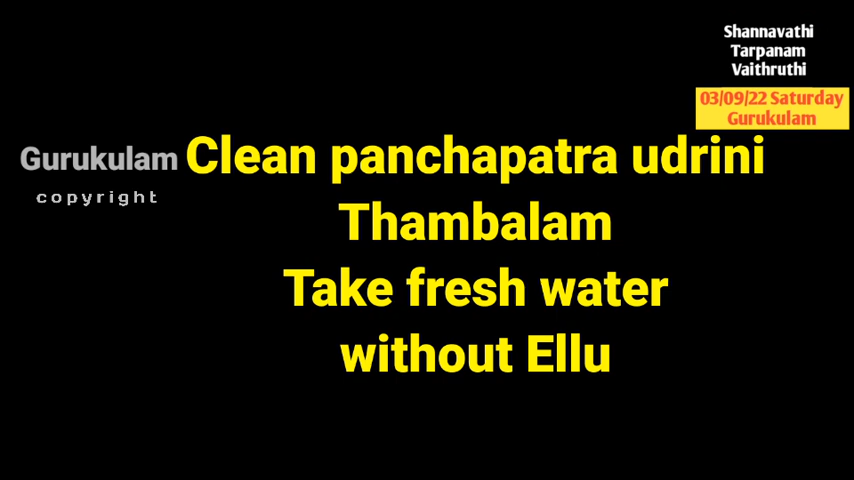 Shannavathi
Tarpanam
Vaithruthi
03/09/22 Saturday
Gurukulam
Gurukulam
copyright
Clean panchapatra udrini
Thambalam
Take fresh water
without Ellu